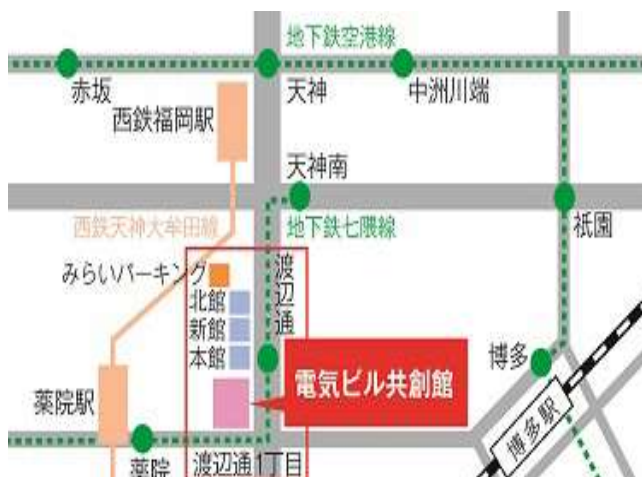 地下鉄空港線
赤坂
天神
中洲川端
西鉄福岡駅
天神南
西鉄天神大牟田線
地下鉄七隈線
祇園
みらいパーキング
渡辺通
北館
新館
本館
電気ビル共創館
博多
薬院駅
博多駅
薬院
渡辺通1丁目